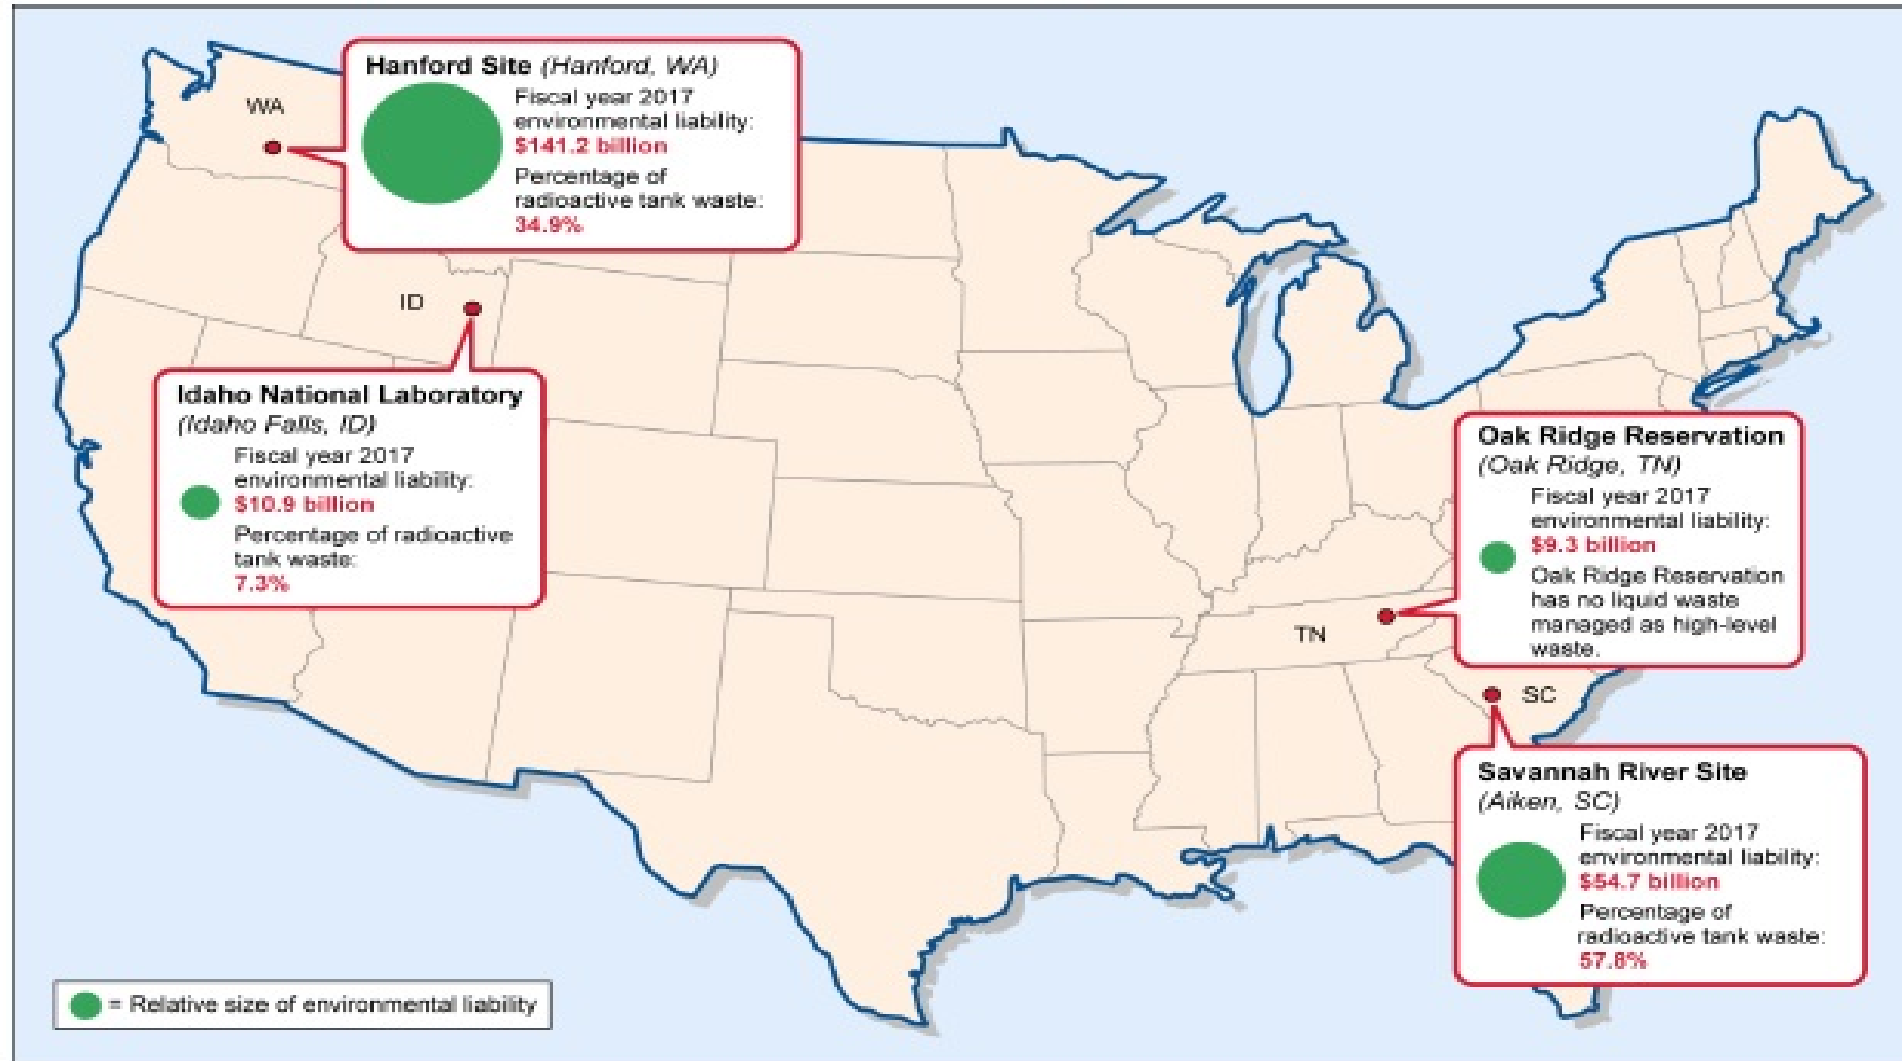 Hanford Site (Hanford, WA)
Fiscal year 2017
environmental liability:
$141.2 billion
Percentage of
radioactive tank waste:
34.9%
WA
ID
Idaho National Laboratory
(Idaho Falls, ID)
Fiscal year 2017
environmental liability:
$10.9 billion
Percentage of radioactive
tank waste:
7.3%
Oak Ridge Reservation
(Oak Ridge, TN)
Fiscal year 2017
environmental liability:
$9.3 billion
Oak Ridge Reservation
has no liquid waste
managed as high-level
waste.
TN
SC
Savannah River Site
(Aiken, SC)
Fiscal year 2017
environmental liability:
$54.7 billion
Percentage of
radioactive tank waste:
57.8%
= Relative size of environmental liability